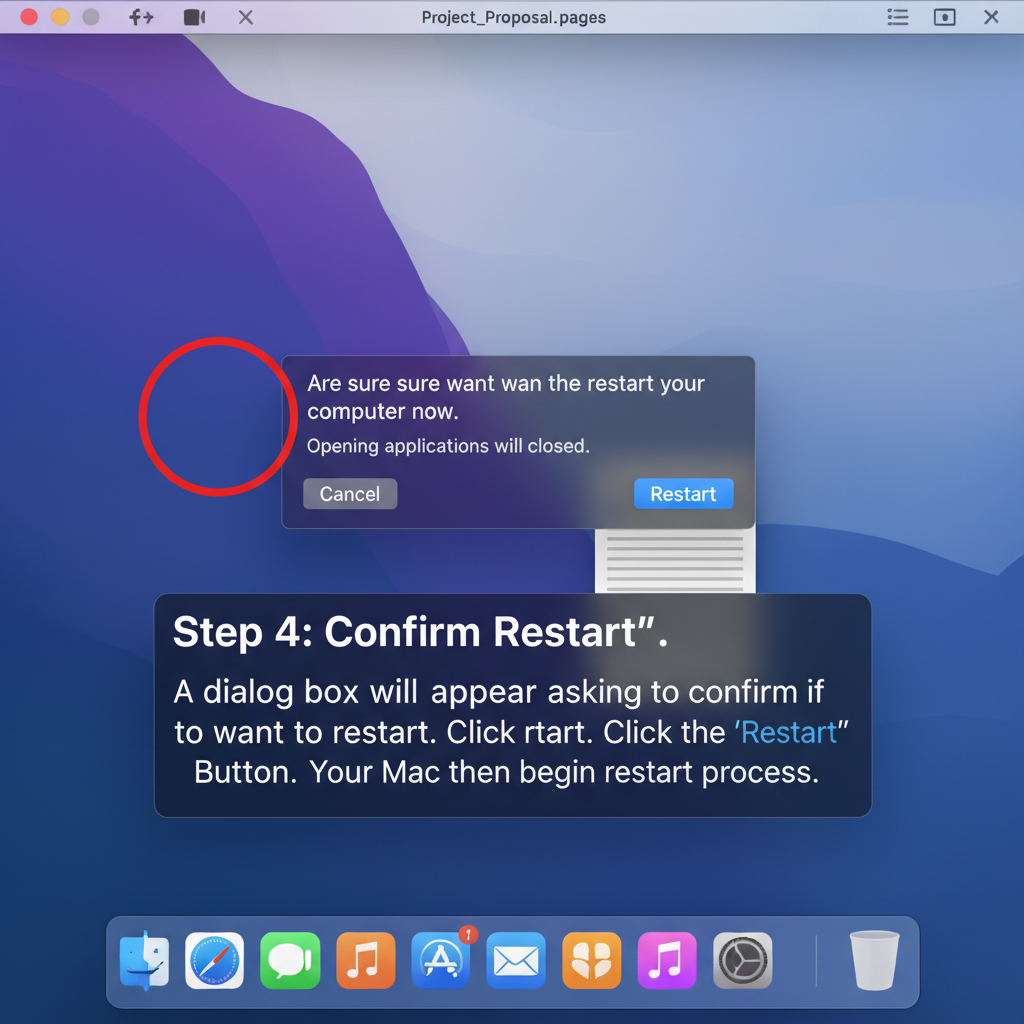 Project_Proposal.pages
Are sure sure want wan the restart your
computer now.
Opening applications will closed.
Cancel
Restart
Step 4: Confirm Restart”.
A dialog box will appear asking to confirm if
to want to restart. Click rtart. Click the ‘Restart”
Button. Your Mac then begin restart process.